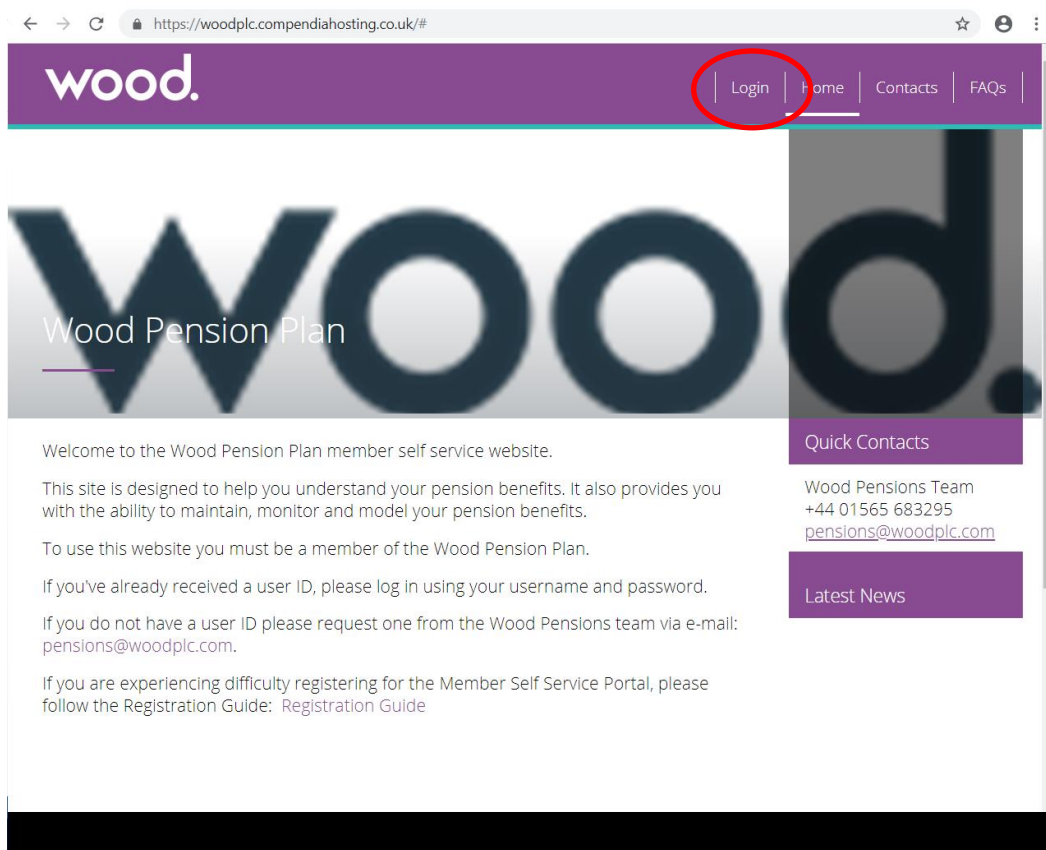 https://woodplc.compendiahosting.co.uk/#
wood.
Login
Home
Contacts
FAQs
wood.
Wood Pension Plan
Welcome to the Wood Pension Plan member self service website.
This site is designed to help you understand your pension benefits. It also provides you
with the ability to maintain, monitor and model your pension benefits.
To use this website you must be a member of the Wood Pension Plan.
If you've already received a user ID, please log in using your username and password.
If you do not have a user ID please request one from the Wood Pensions team via e-mail:
pensions@woodplc.com.
If you are experiencing difficulty registering for the Member Self Service Portal, please
follow the Registration Guide: Registration Guide
Quick Contacts
Wood Pensions Team
+44 01565 683295
pensions@woodplc.com
Latest News